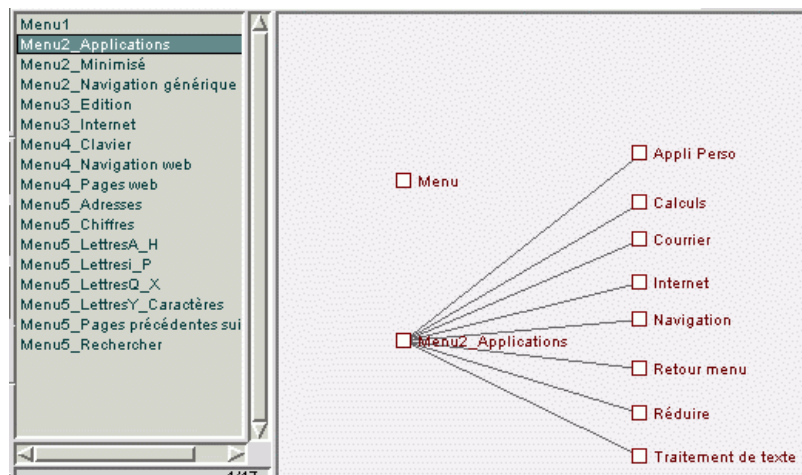 Menu1
Menu2_Applications
Menu2_Minimisé
Menu2_Navigation générique
Menu3_Edition
Menu3_Internet
Menu4_Clavier
Menu4_Navigation web
Menu4_Pages web
Menu5_Adresses
Menu5_Chiffres
Menu5_LettresA_H
Menu5_Lettresi_P
Menu5_LettresQ_X
Menu5_LettresY_Caractères
Menu5_Pages précédentes sui
Menu5_Rechercher
Menu
Menu2_Applications
Appli Perso
Calculs
Courrier
Internet
Navigation
Retour menu
Réduire
Traitement de texte